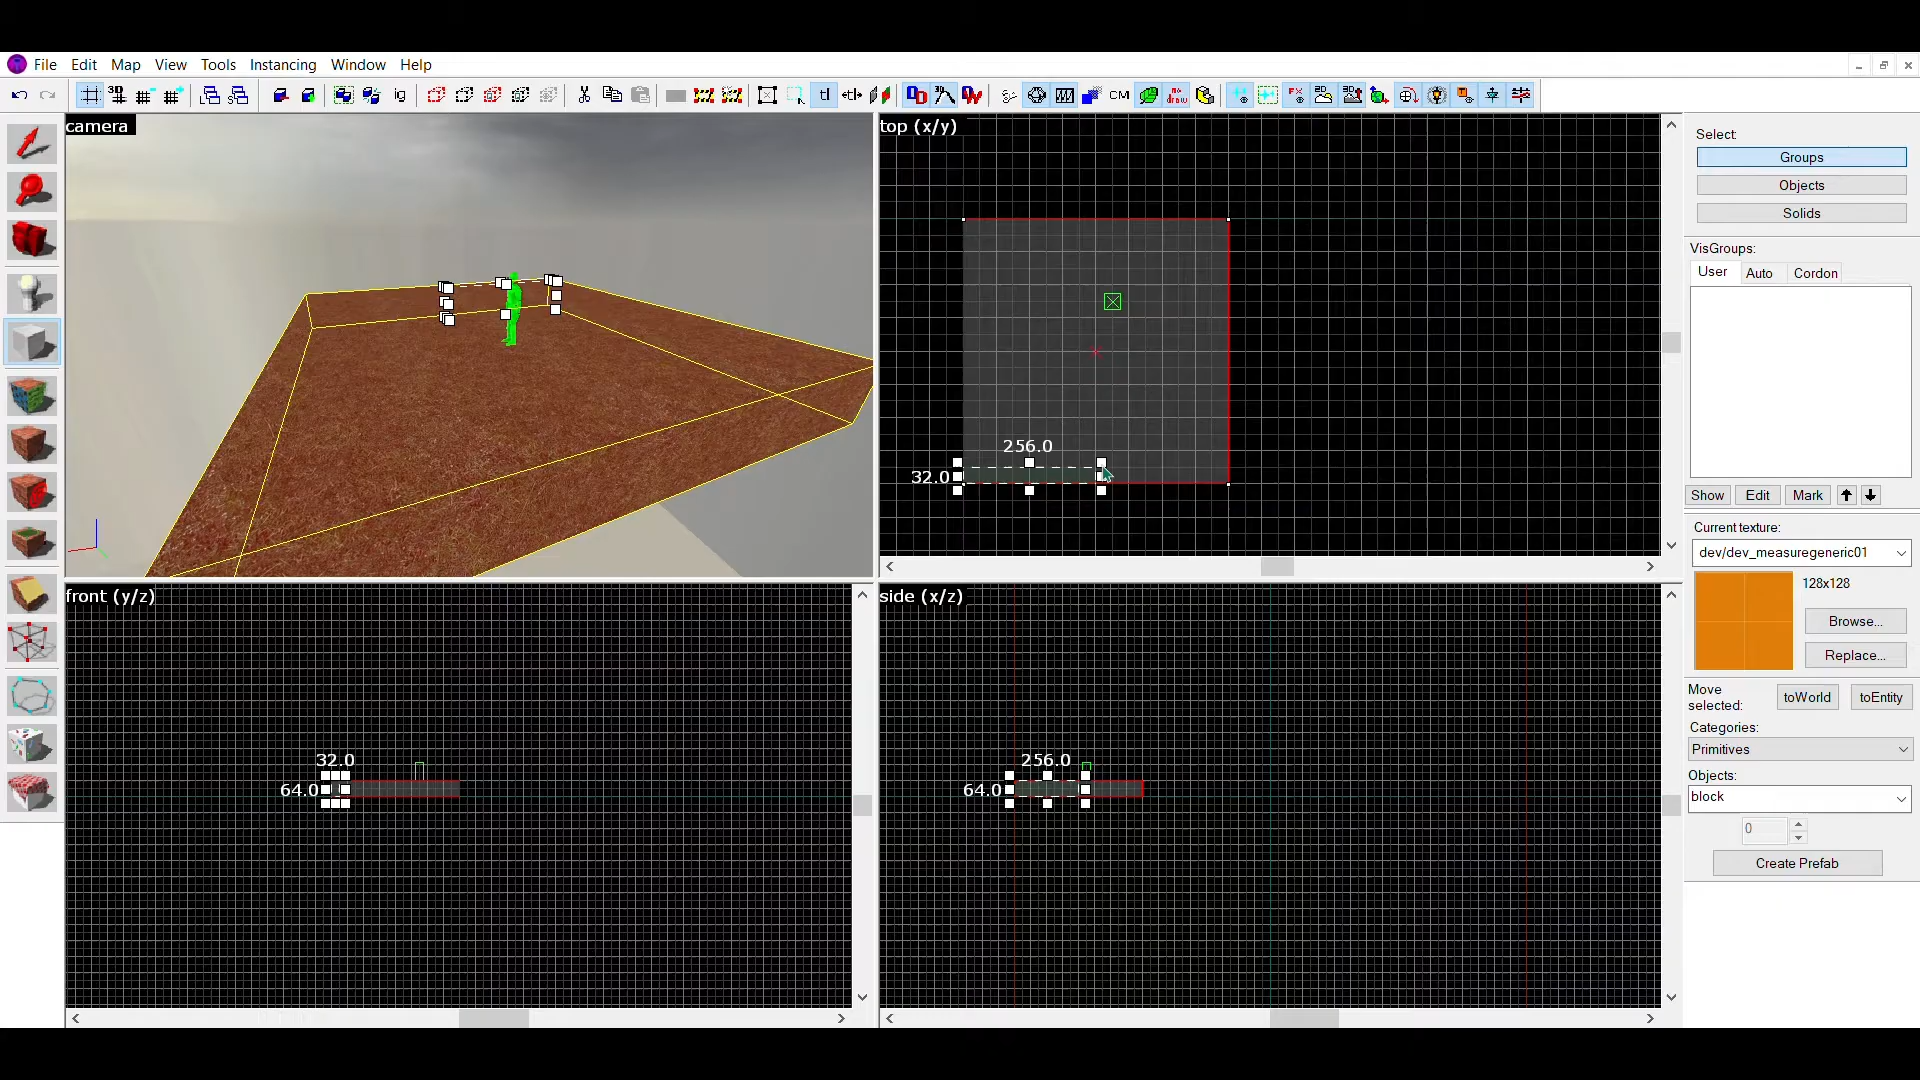 File Edit Map View Tools Instancing Window Help
camera
top (x/y)
256.0
32.0
front (y/z)
32.0
64.0
side (x/z)
256.0
64.0
Select:
Groups
Objects
Solids
VisGroups:
User Auto Cordon
Show Edit Mark
Current texture:
dev/dev_measuregeneric01
128x128
Browse...
Replace...
Move
selected:
toWorld toEntity
Categories:
Primitives
Objects:
block
0
Create Prefab